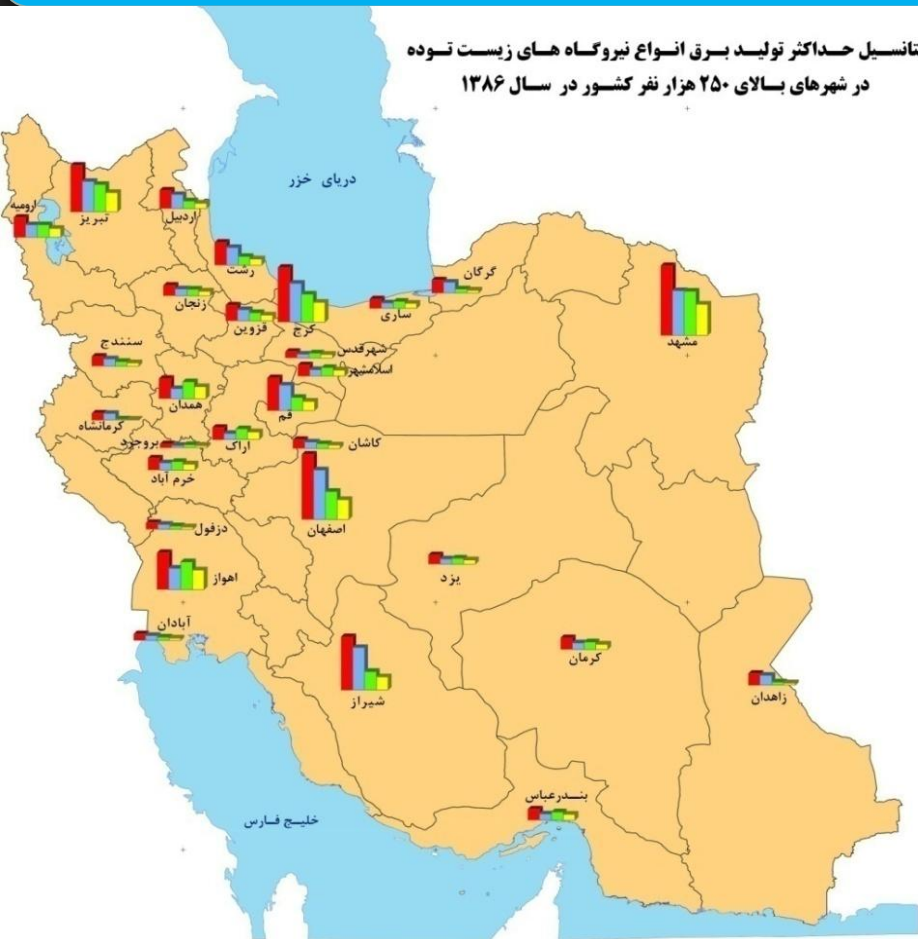 تانسیل حداکثر تولید برق انواع نیروگاه های زیست توده
در شهرهای بالای ۲۵۰ هزار نفر کشور در سال ۱۳۸۶
دریای خزر
ارومیه
تبریز
اردبیل
رشت
گرگان
زنجان
قزوین
کرج
ساری
مشهد
سنندج
شهرقدس
اسلامشهر
همدان
قم
کرمانشاه
بروجرد
اراک
کاشان
خرم آباد
اصفهان
دزفول
اهواز
یزد
آبادان
کرمان
شیراز
زاهدان
بندرعباس
خلیج فارس